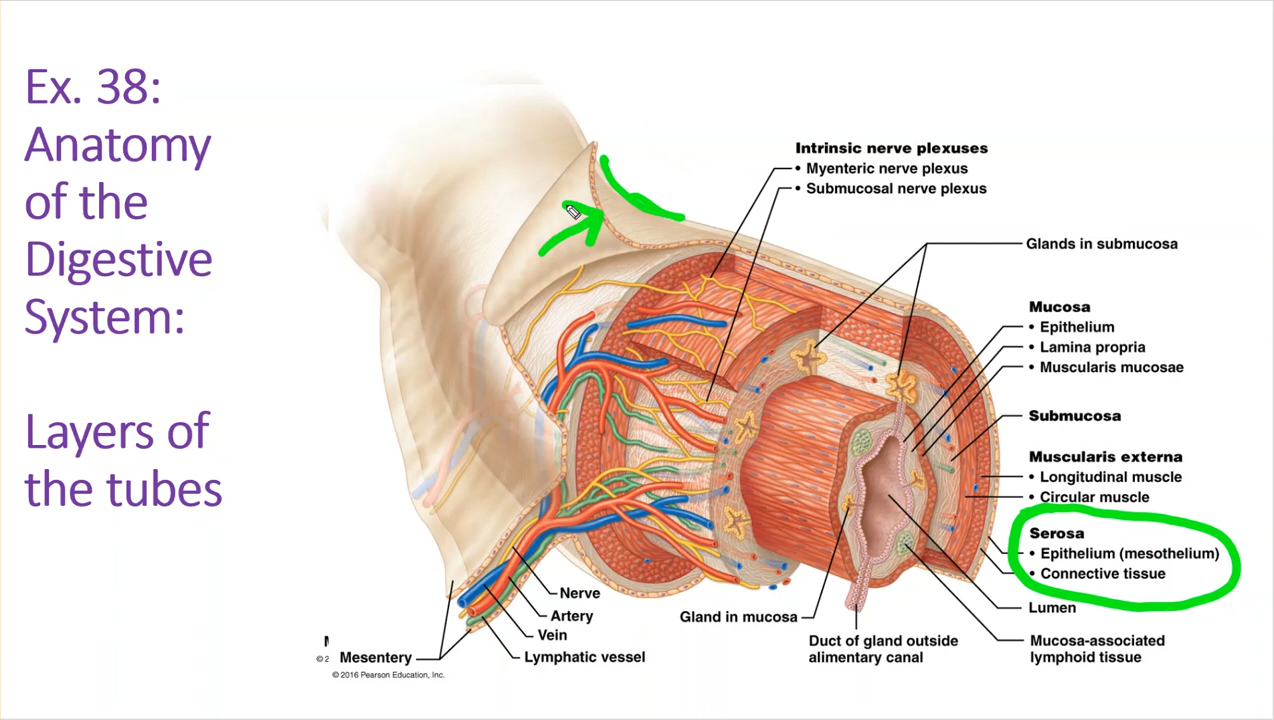 Ex. 38:
Anatomy
of the
Digestive
System:
Layers of
the tubes
Intrinsic nerve plexuses
• Myenteric nerve plexus
• Submucosal nerve plexus
Glands in submucosa
Mucosa
• Epithelium
• Lamina propria
• Muscularis mucosae
Submucosa
Muscularis externa
• Longitudinal muscle
• Circular muscle
Serosa
• Epithelium (mesothelium)
• Connective tissue
Lumen
Mucosa-associated
lymphoid tissue
Nerve
Artery
Vein
Lymphatic vessel
Mesentery
Gland in mucosa
Duct of gland outside
alimentary canal
© 2
© 2016 Pearson Education, Inc.